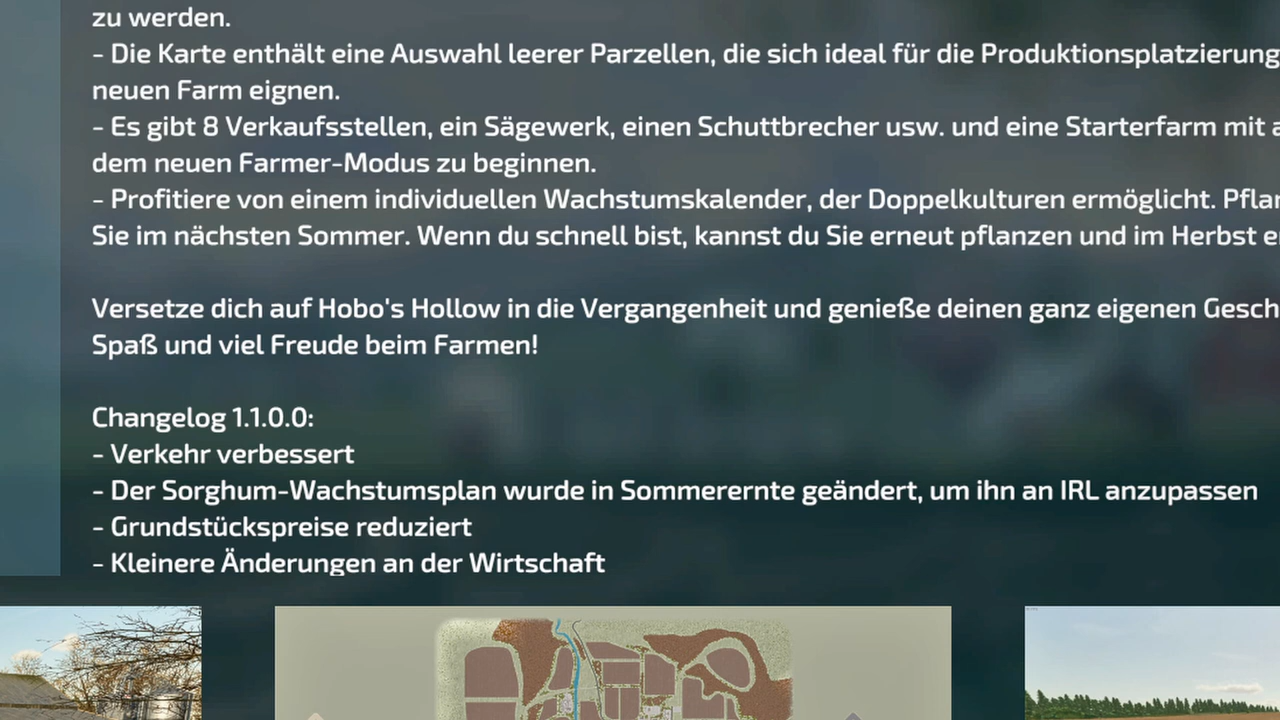 zu werden.
- Die Karte enthält eine Auswahl leerer Parzellen, die sich ideal für die Produktionsplatzierung
neuen Farm eignen.
- Es gibt 8 Verkaufsstellen, ein Sägewerk, einen Schuttbrecher usw. und eine Starterfarm mit
dem neuen Farmer-Modus zu beginnen.
- Profitiere von einem individuellen Wachstumskalender, der Doppelkulturen ermöglicht.
Sie im nächsten Sommer. Wenn du schnell bist, kannst du Sie erneut pflanzen und im Herbst
Versetze dich auf Hobo's Hollow in die Vergangenheit und genieße deinen ganz eigenen
Spaß und viel Freude beim Farmen!
Changelog 1.1.0.0:
- Verkehr verbessert
- Der Sorghum-Wachstumsplan wurde in Sommerernte geändert, um ihn an IRL anzupassen
- Grundstückspreise reduziert
- Kleinere Änderungen an der Wirtschaft